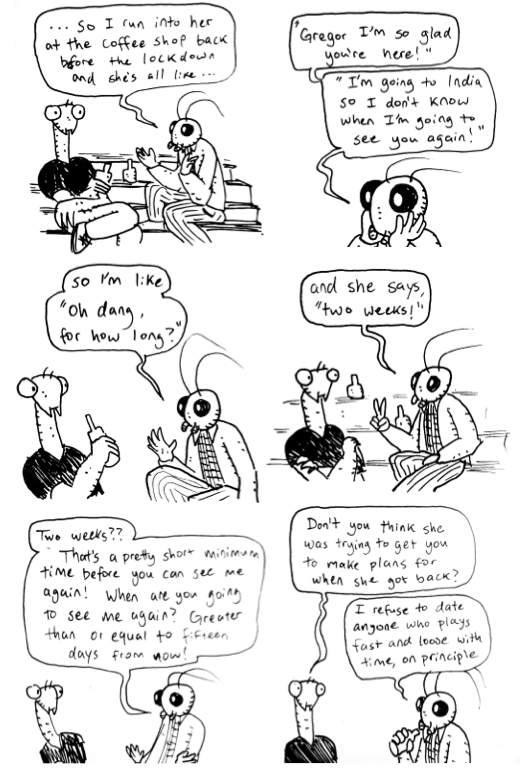 ... So I run into her
at the coffee shop back
before the lockdown
and she's all like ...
"Gregor I'm so glad
you're here!"
"I'm going to India
so I don't know
when I'm going to
see you again!"
so I'm like
"Oh dang,
for how long?"
and she says,
"two weeks!"
Two weeks??
That's a pretty short minimum
time before you can see me
again! When are you going
to see me again? Greater
than or equal to fifteen
days from now!
Don't you think she
was trying to get you
to make plans for
when she got back?
I refuse to date
anyone who plays
fast and loose with
time, on principle